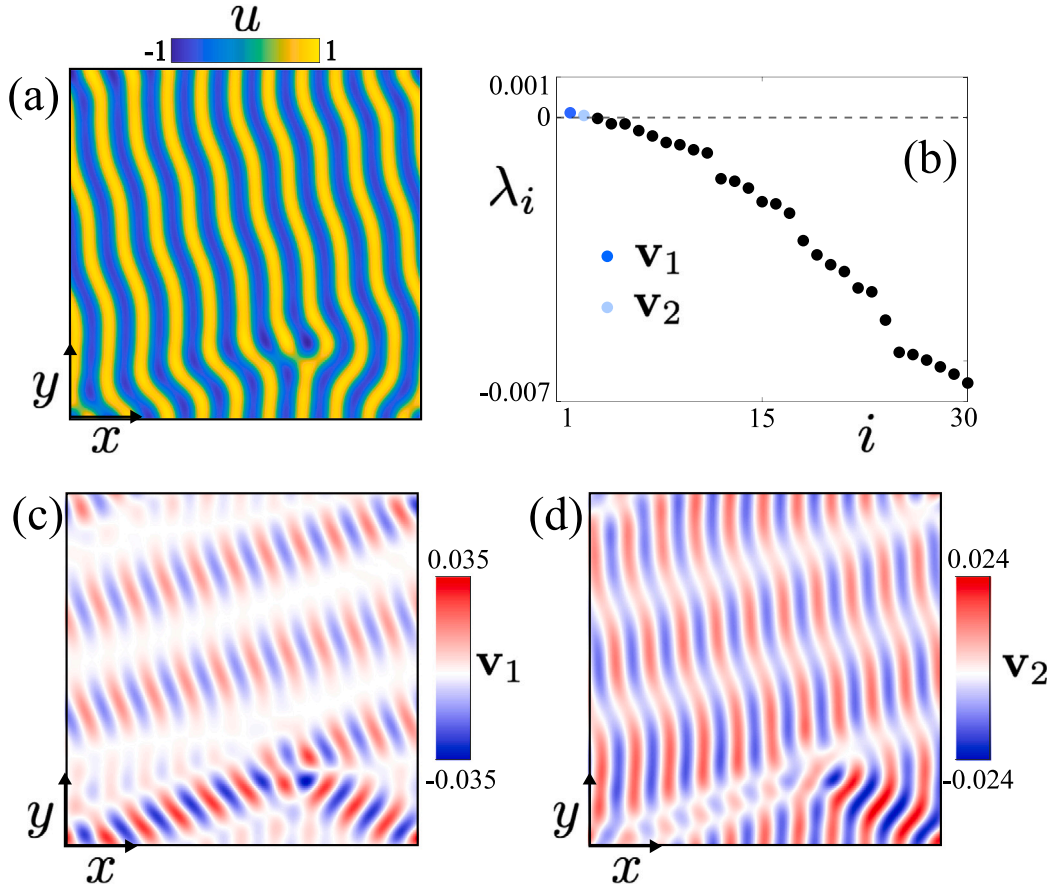 u
-1 1
(a)
y
x
0.001
0
λi
-0.007
(b)
v1
v2
1 15 30
i
(c)
0.035
v1
-0.035
y
x
(d)
0.024
v2
-0.024
y
x